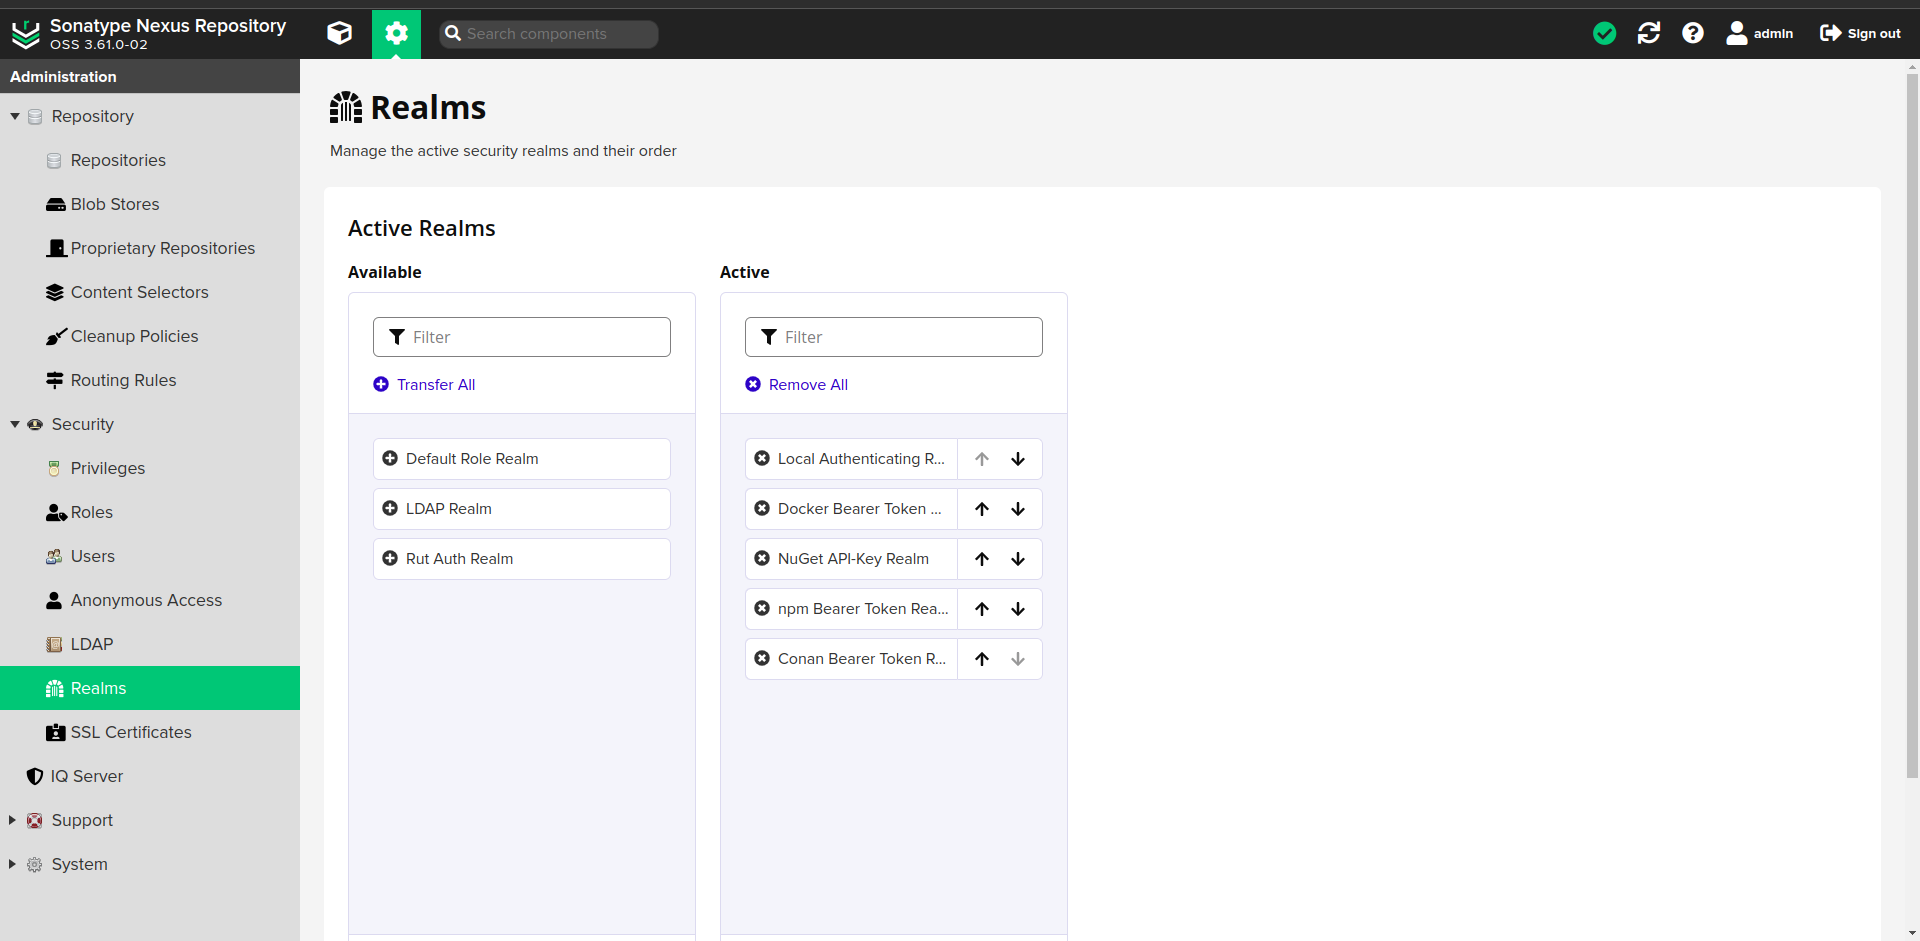 Sonatype Nexus Repository
OSS 3.61.0-02
Search components
admin
Sign out
Administration
Repository
Repositories
Blob Stores
Proprietary Repositories
Content Selectors
Cleanup Policies
Routing Rules
Security
Privileges
Roles
Users
Anonymous Access
LDAP
Realms
SSL Certificates
IQ Server
Support
System
Realms
Manage the active security realms and their order
Active Realms
Available
Filter
Transfer All
Default Role Realm
LDAP Realm
Rut Auth Realm
Active
Filter
Remove All
Local Authenticating R...
Docker Bearer Token ...
NuGet API-Key Realm
npm Bearer Token Rea...
Conan Bearer Token R...